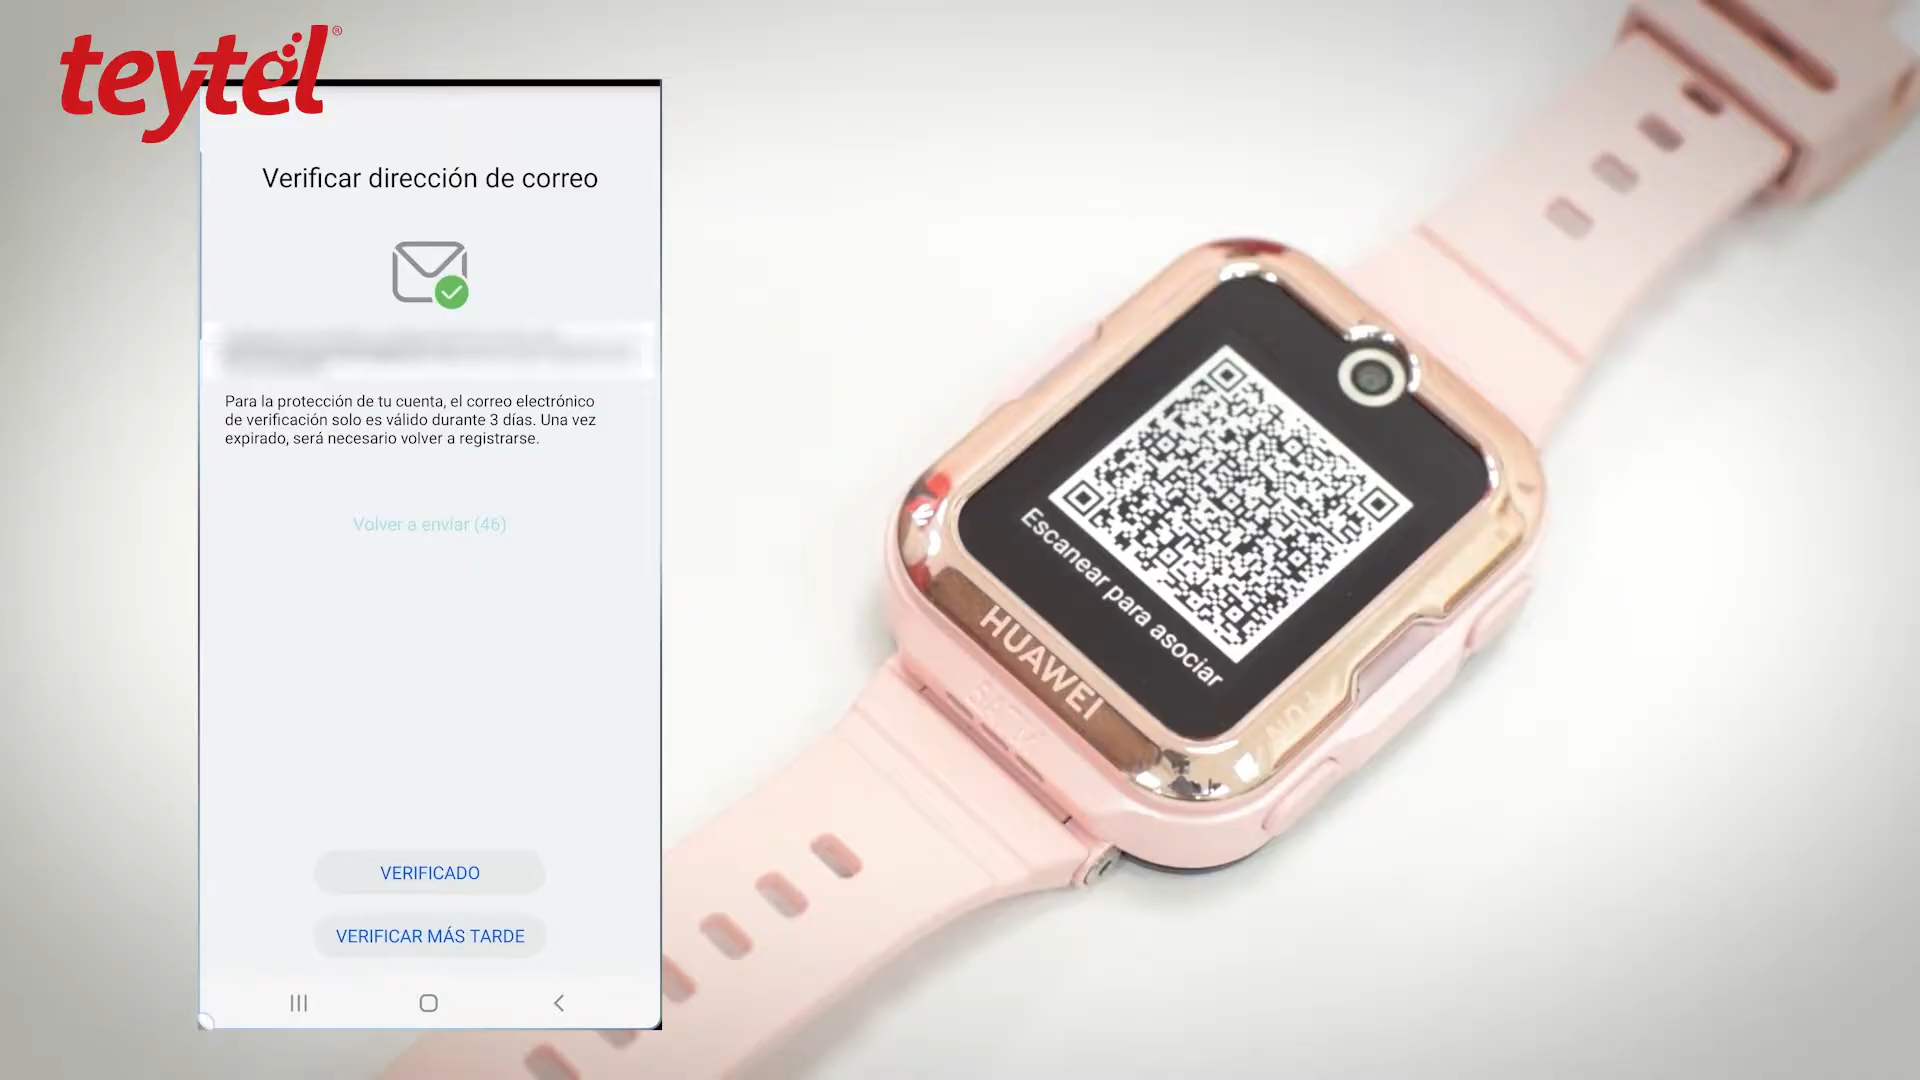 teytel®
Verificar dirección de correo
Para la protección de tu cuenta, el correo electrónico
de verificación solo es válido durante 3 días. Una vez
expirado, será necesario volver a registrarse.
Volver a enviar (46)
VERIFICADO
VERIFICAR MÁS TARDE
Escanear para asociar
HUAWEI